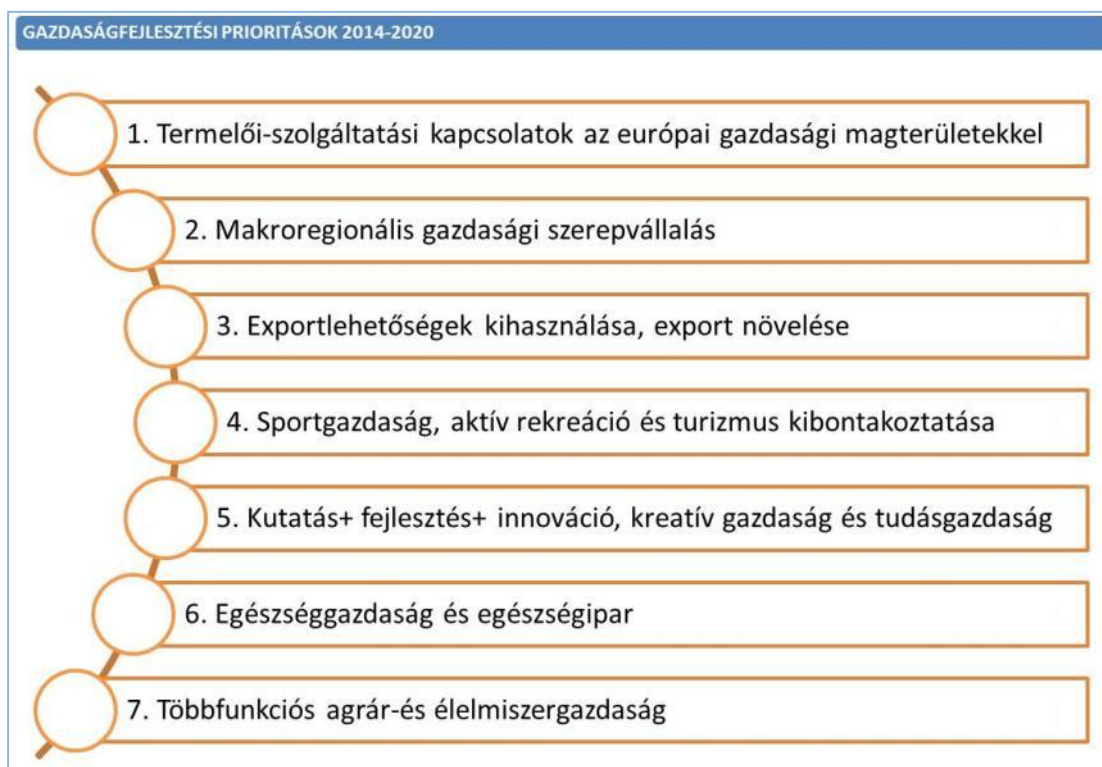 GAZDASÁGFEJLESZTÉSI PRIORITÁSOK 2014-2020
1. Termelői-szolgáltatási kapcsolatok az európai gazdasági magterületekkel
2. Makroregionális gazdasági szerepvállalás
3. Exportlehetőségek kihasználása, export növelése
4. Sportgazdaság, aktív rekreáció és turizmus kibontakoztatása
5. Kutatás+ fejlesztés+ innováció, kreatív gazdaság és tudásgazdaság
6. Egészséggazdaság és egészségipar
7. Többfunkciós agrár-és élelmiszergazdaság